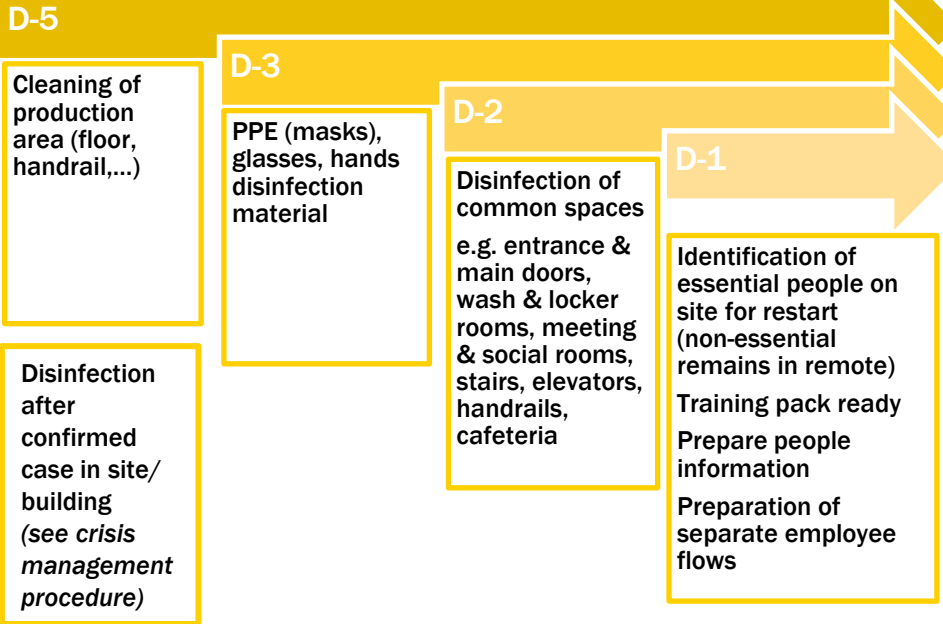 D-5
Cleaning of
production
area (floor,
handrail,...)
Disinfection
after
confirmed
case in site/
building
(see crisis
management
procedure)
D-3
PPE (masks),
glasses, hands
disinfection
material
D-2
Disinfection of
common spaces
e.g. entrance &
main doors,
wash & locker
rooms, meeting
& social rooms,
stairs, elevators,
handrails,
cafeteria
D-1
Identification of
essential people on
site for restart
(non-essential
remains in remote)
Training pack ready
Prepare people
information
Preparation of
separate employee
flows